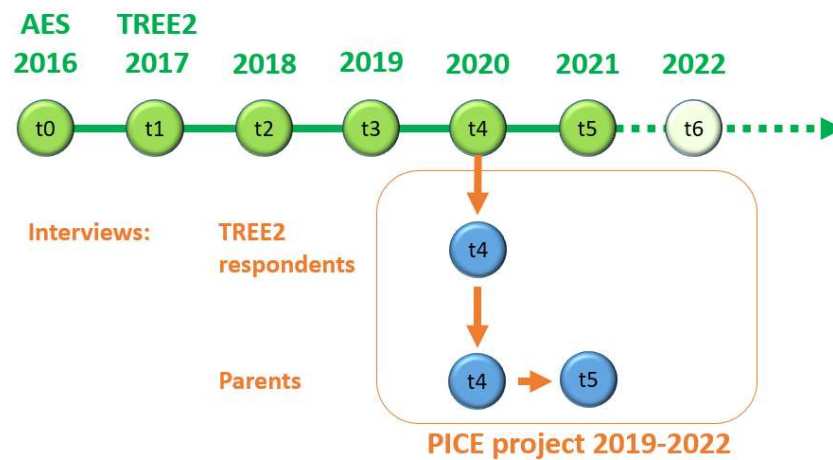 AES TREE2
2016 2017 2018 2019 2020 2021 2022
t0 t1 t2 t3 t4 t5 t6
Interviews: TREE2
respondents
t4
Parents t4 t5
PICE project 2019-2022